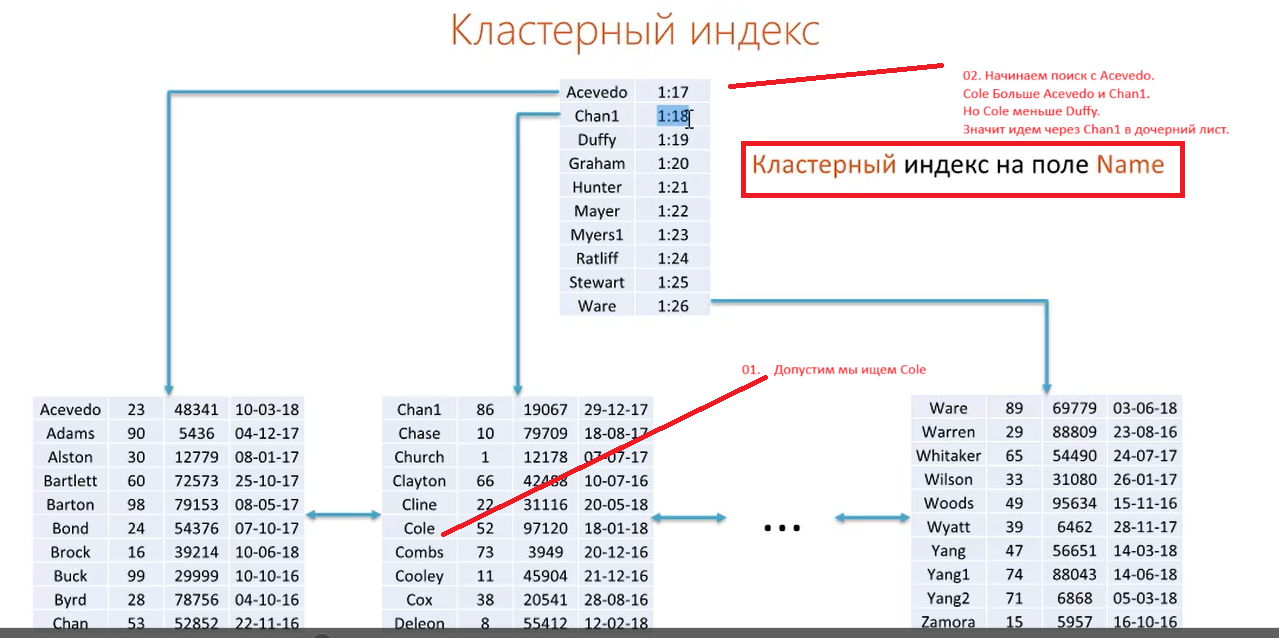 Кластерный индекс
Acevedo 1:17
Chan1 1:18
Duffy 1:19
Graham 1:20
Hunter 1:21
Mayer 1:22
Myers1 1:23
Ratliff 1:24
Stewart 1:25
Ware 1:26
02. Начинаем поиск с Acevedo.
Cole Больше Acevedo и Chan1.
Но Cole меньше Duffy.
Значит идем через Chan1 в дочерний лист.
Кластерный индекс на поле Name
01. Допустим мы ищем Cole
Acevedo 23 48341 10-03-18
Adams 90 5436 04-12-17
Alston 30 12779 08-01-17
Bartlett 60 72573 25-10-17
Barton 98 79153 08-05-17
Bond 24 54376 07-10-17
Brock 16 39214 10-06-18
Buck 99 29999 10-10-16
Byrd 28 78756 04-10-16
Chan 53 52852 22-11-16
Chan1 86 19067 29-12-17
Chase 10 79709 18-08-17
Church 1 12178 07-07-17
Clayton 66 42488 10-07-16
Cline 22 31116 20-05-18
Cole 52 97120 18-01-18
Combs 73 3949 20-12-16
Cooley 11 45904 21-12-16
Cox 38 20541 28-08-16
Deleon 8 55412 12-02-18
...
Ware 89 69779 03-06-18
Warren 29 88809 23-08-16
Whitaker 65 54490 24-07-17
Wilson 33 31080 26-01-17
Woods 49 95634 15-11-16
Wyatt 39 6462 28-11-17
Yang 47 56651 14-03-18
Yang1 74 88043 14-06-18
Yang2 71 6868 05-03-18
Zamora 15 5957 16-10-16